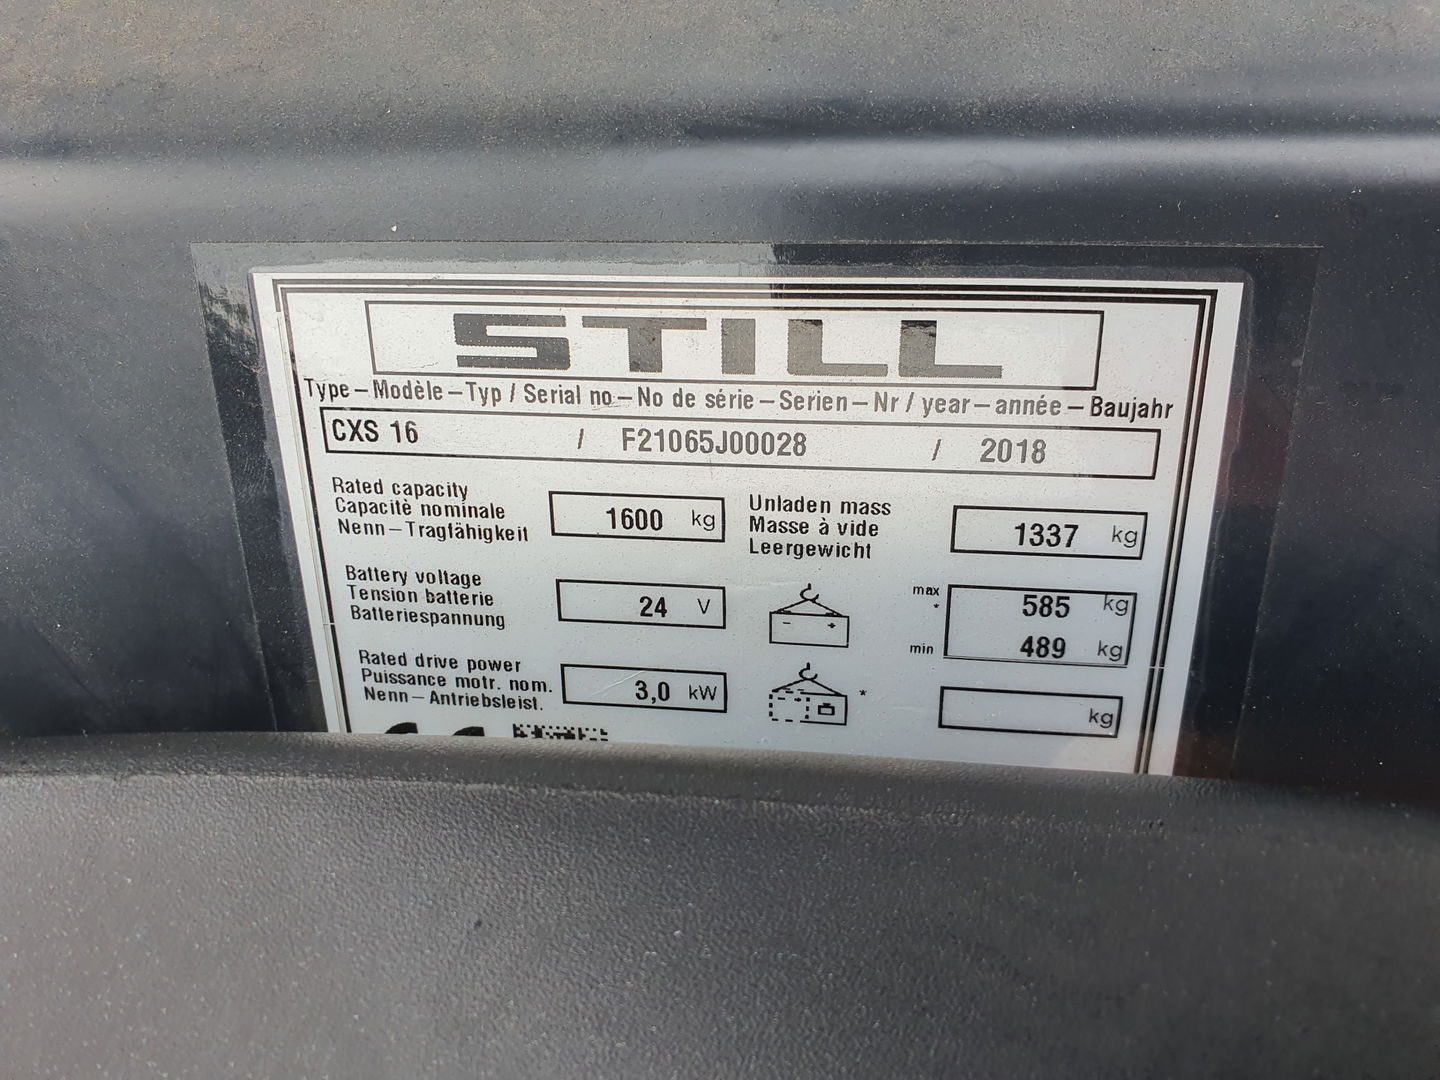 STILL
Type – Modèle – Typ / Serial no – No de série – Serien – Nr / year – année – Baujahr
CXS 16 / F21065J00028 / 2018
Rated capacity
Capacitè nominale
Nenn – Tragfähigkeit
1600 kg
Unladen mass
Masse à vide
Leergewicht
1337 kg
Battery voltage
Tension batterie
Batteriespannung
24 V
max
*
585 kg
min
489 kg
Rated drive power
Puissance motr. nom.
Nenn – Antriebsleist.
3,0 kW
*
kg